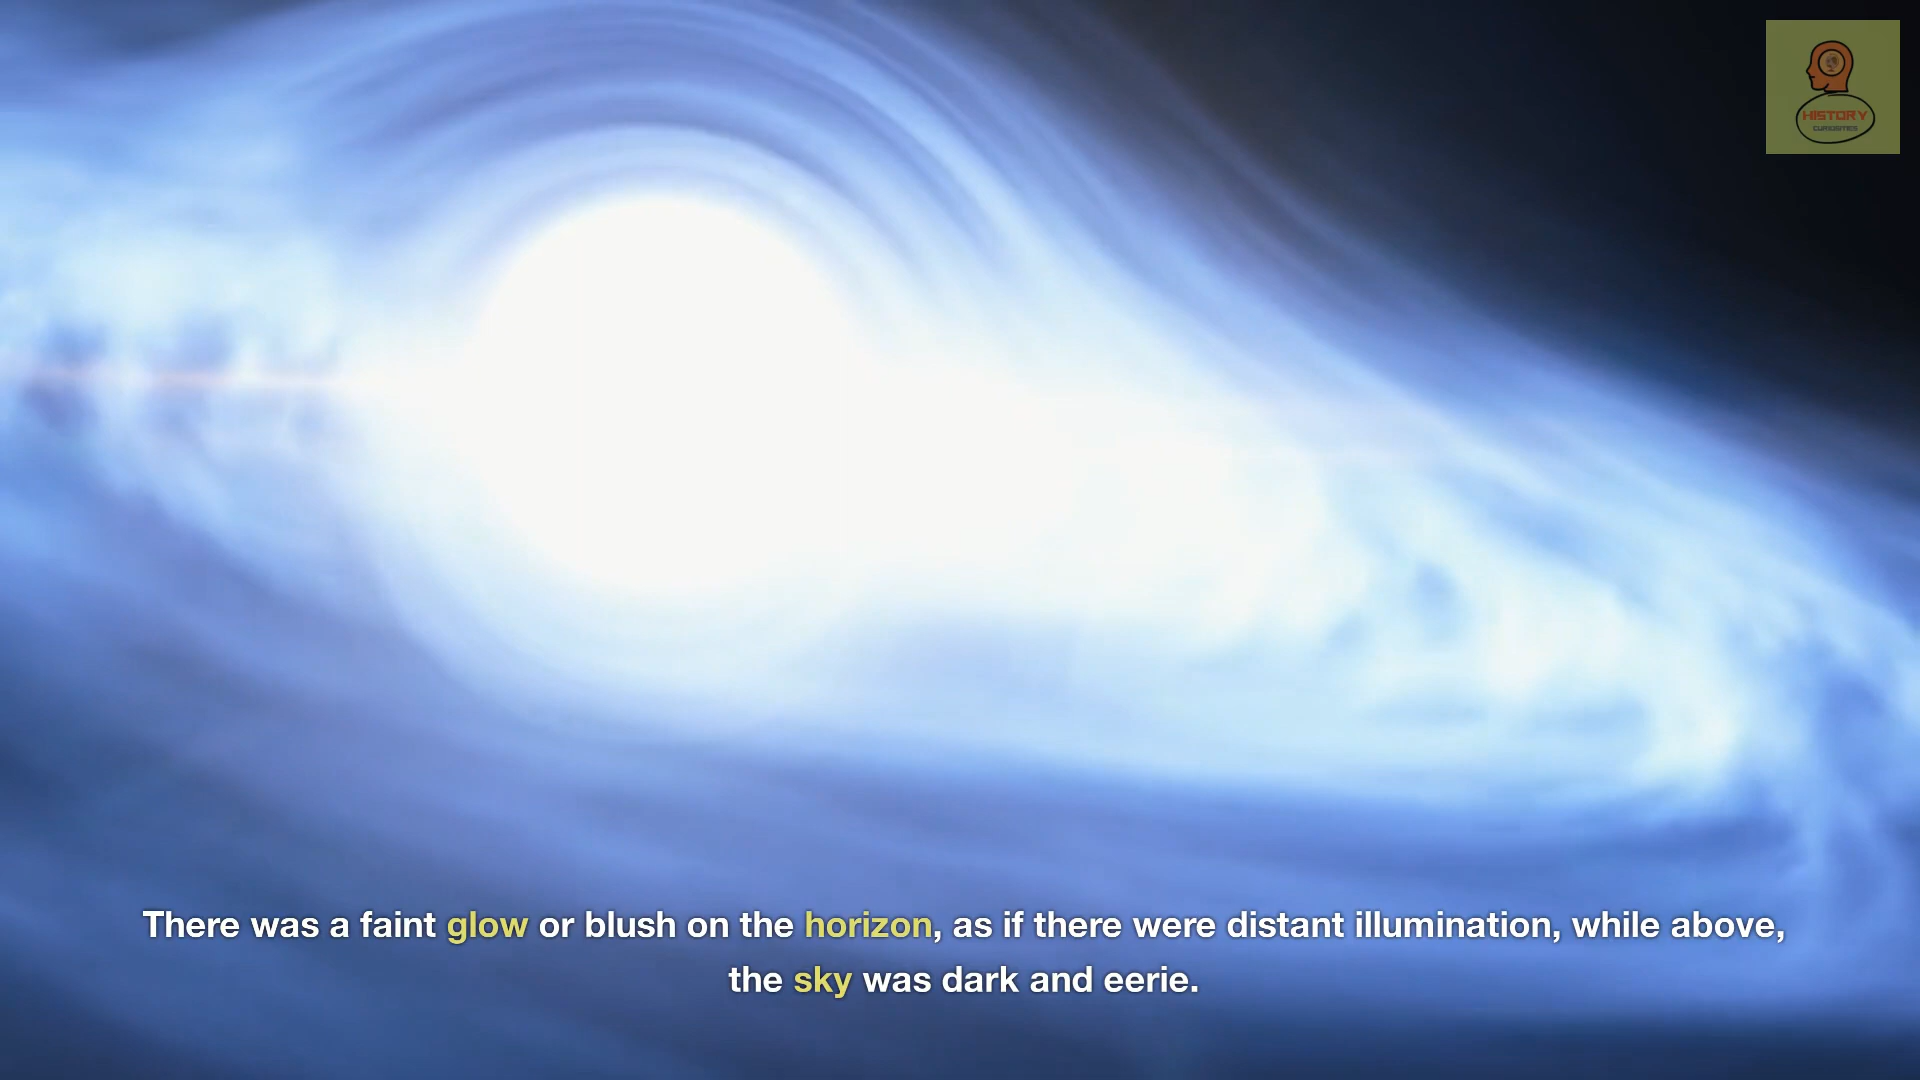 HISTORY
CURIOSITIES
There was a faint glow or blush on the horizon, as if there were distant illumination, while above,
the sky was dark and eerie.